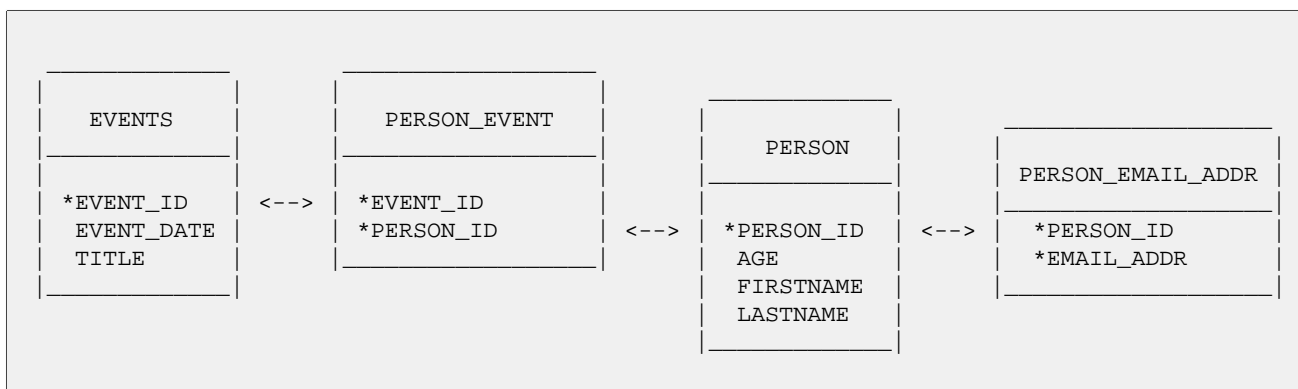 EVENTS
PERSON_EVENT
PERSON
PERSON_EMAIL_ADDR
*EVENT_ID <--> *EVENT_ID
EVENT_DATE *PERSON_ID <--> *PERSON_ID <--> *PERSON_ID
TITLE AGE *EMAIL_ADDR
FIRSTNAME
LASTNAME